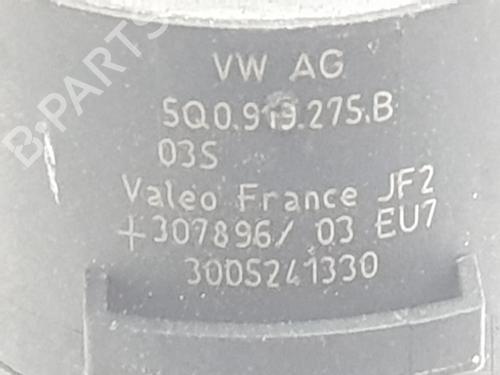 B-PARTS
VW AG
5Q0.919.275.B
03S
Valeo France JF2
+307896/ 03 EU7
3005241330